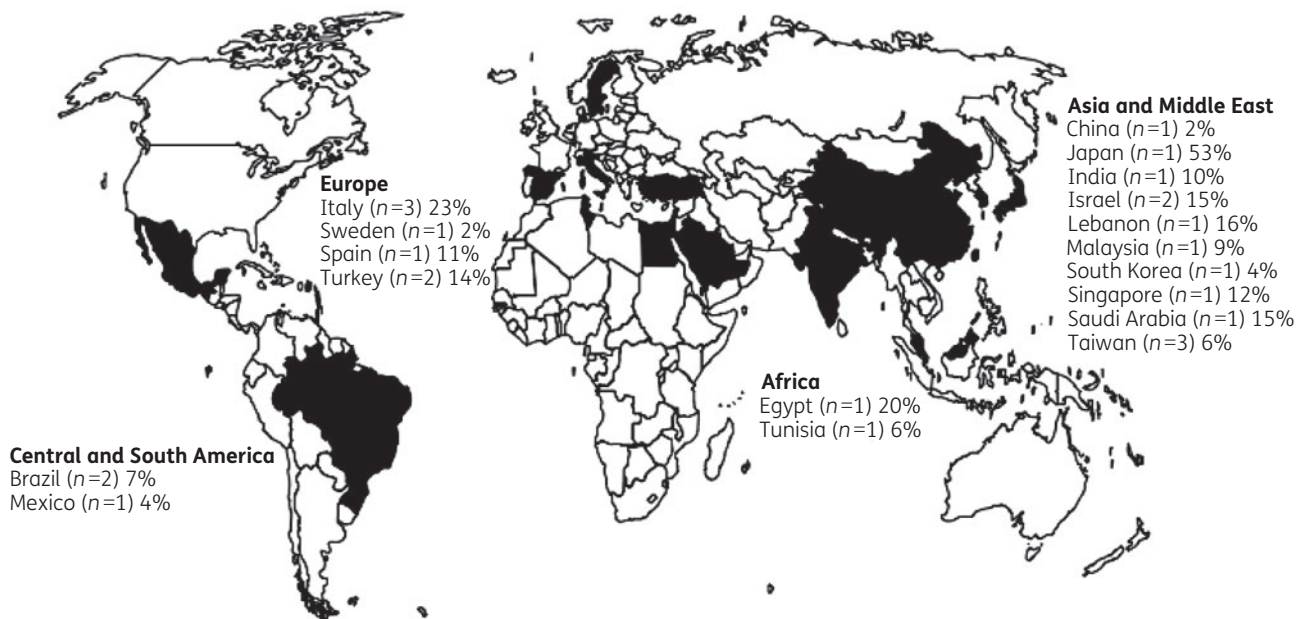 Asia and Middle East
China (n=1) 2%
Japan (n=1) 53%
India (n=1) 10%
Israel (n=2) 15%
Lebanon (n=1) 16%
Malaysia (n=1) 9%
South Korea (n=1) 4%
Singapore (n=1) 12%
Saudi Arabia (n=1) 15%
Taiwan (n=3) 6%
Europe
Italy (n=3) 23%
Sweden (n=1) 2%
Spain (n=1) 11%
Turkey (n=2) 14%
Africa
Egypt (n=1) 20%
Tunisia (n=1) 6%
Central and South America
Brazil (n=2) 7%
Mexico (n=1) 4%